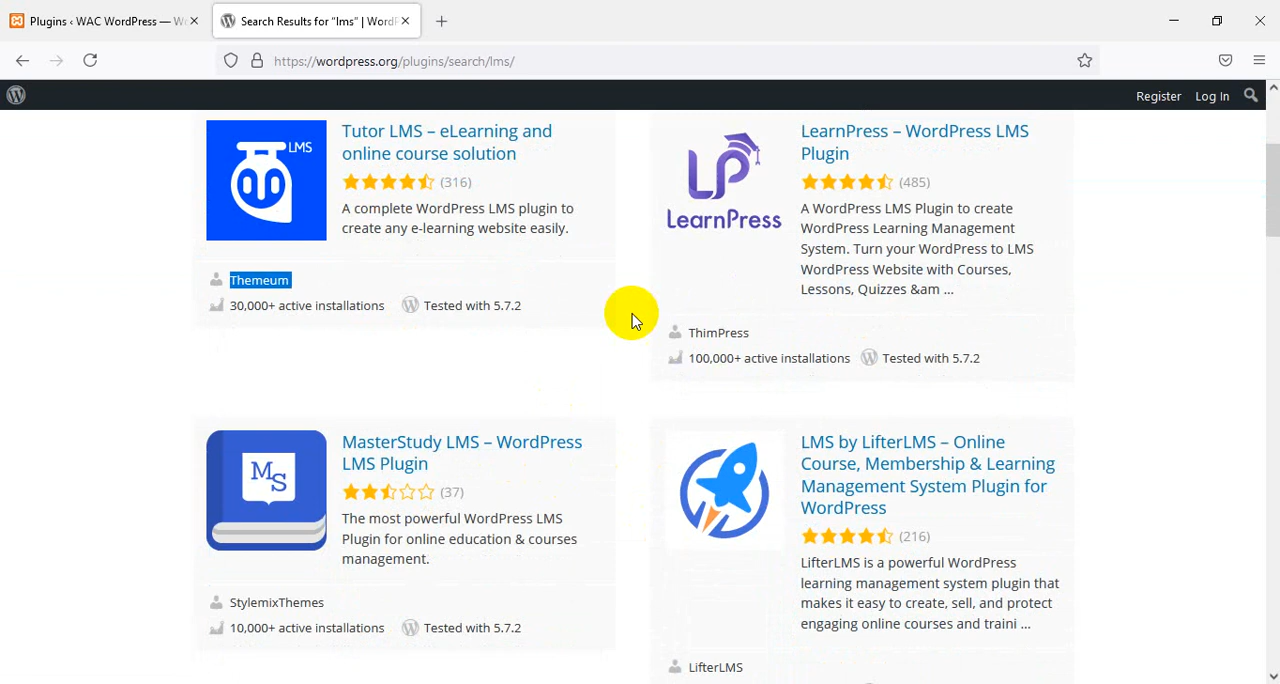 Plugins ‹ WAC WordPress — Wo
Search Results for “lms” | WordP
https://wordpress.org/plugins/search/lms/
Register
Log In
LMS
Tutor LMS – eLearning and
online course solution
(316)
A complete WordPress LMS plugin to
create any e-learning website easily.
Themeum
30,000+ active installations
Tested with 5.7.2
LP
LearnPress
LearnPress – WordPress LMS
Plugin
(485)
A WordPress LMS Plugin to create
WordPress Learning Management
System. Turn your WordPress to LMS
WordPress Website with Courses,
Lessons, Quizzes &am ...
ThimPress
100,000+ active installations
Tested with 5.7.2
MS
MasterStudy LMS – WordPress
LMS Plugin
(37)
The most powerful WordPress LMS
Plugin for online education & courses
management.
StylemixThemes
10,000+ active installations
Tested with 5.7.2
LMS by LifterLMS – Online
Course, Membership & Learning
Management System Plugin for
WordPress
(216)
LifterLMS is a powerful WordPress
learning management system plugin that
makes it easy to create, sell, and protect
engaging online courses and traini ...
LifterLMS